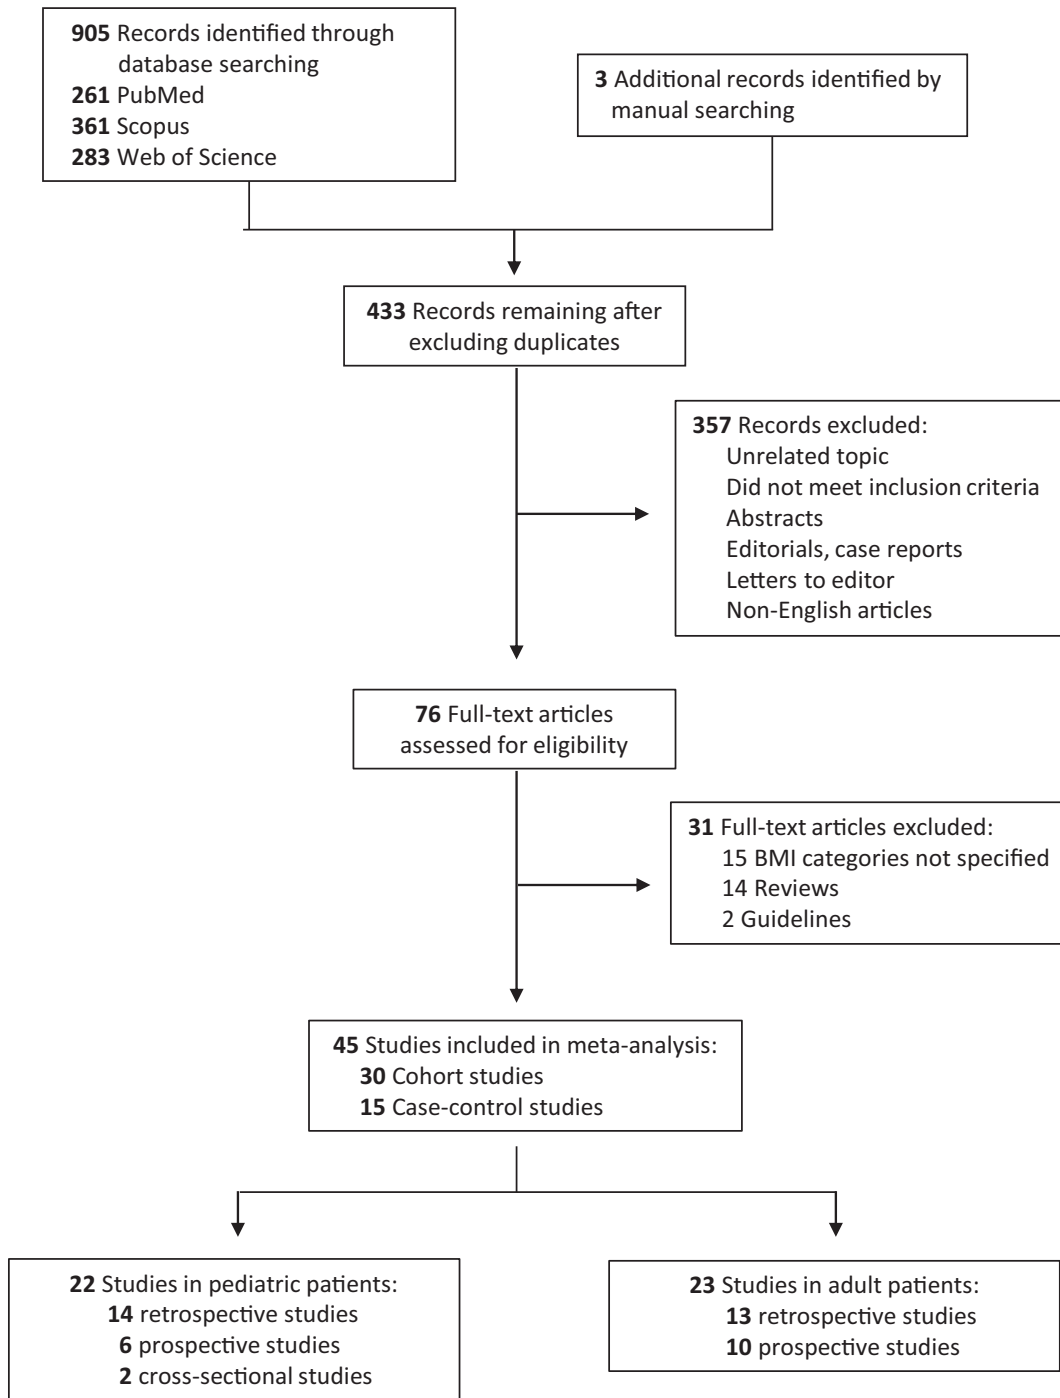 905 Records identified through
database searching
261 PubMed
361 Scopus
283 Web of Science
3 Additional records identified by
manual searching
433 Records remaining after
excluding duplicates
357 Records excluded:
Unrelated topic
Did not meet inclusion criteria
Abstracts
Editorials, case reports
Letters to editor
Non-English articles
76 Full-text articles
assessed for eligibility
31 Full-text articles excluded:
15 BMI categories not specified
14 Reviews
2 Guidelines
45 Studies included in meta-analysis:
30 Cohort studies
15 Case-control studies
22 Studies in pediatric patients:
14 retrospective studies
6 prospective studies
2 cross-sectional studies
23 Studies in adult patients:
13 retrospective studies
10 prospective studies